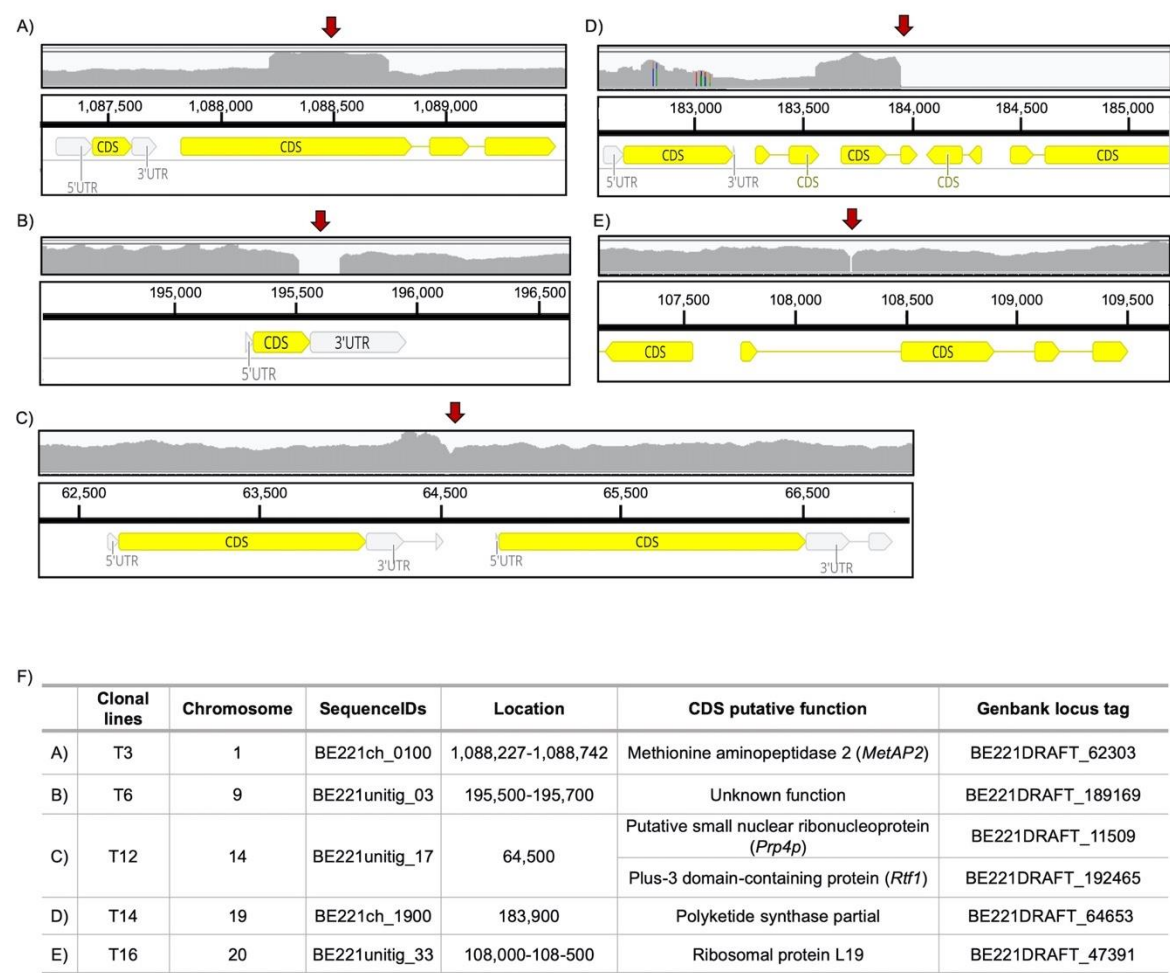 A)
1,087,500 1,088,000 1,088,500 1,089,000
CDS CDS
5'UTR 3'UTR
D)
183,000 183,500 184,000 184,500 185,000
CDS CDS CDS
5'UTR 3'UTR CDS CDS
B)
195,000 195,500 196,000 196,500
CDS 3'UTR
5'UTR
E)
107,500 108,000 108,500 109,000 109,500
CDS CDS
C)
62,500 63,500 64,500 65,500 66,500
CDS CDS
5'UTR 3'UTR 5'UTR 3'UTR
F)
Clonal lines Chromosome SequenceIDs Location CDS putative function Genbank locus tag
A) T3 1 BE221ch_0100 1,088,227-1,088,742 Methionine aminopeptidase 2 (MetAP2) BE221DRAFT_62303
B) T6 9 BE221unitig_03 195,500-195,700 Unknown function BE221DRAFT_189169
C) T12 14 BE221unitig_17 64,500 Putative small nuclear ribonucleoprotein (Prp4p) BE221DRAFT_11509
Plus-3 domain-containing protein (Rtf1) BE221DRAFT_192465
D) T14 19 BE221ch_1900 183,900 Polyketide synthase partial BE221DRAFT_64653
E) T16 20 BE221unitig_33 108,000-108-500 Ribosomal protein L19 BE221DRAFT_47391